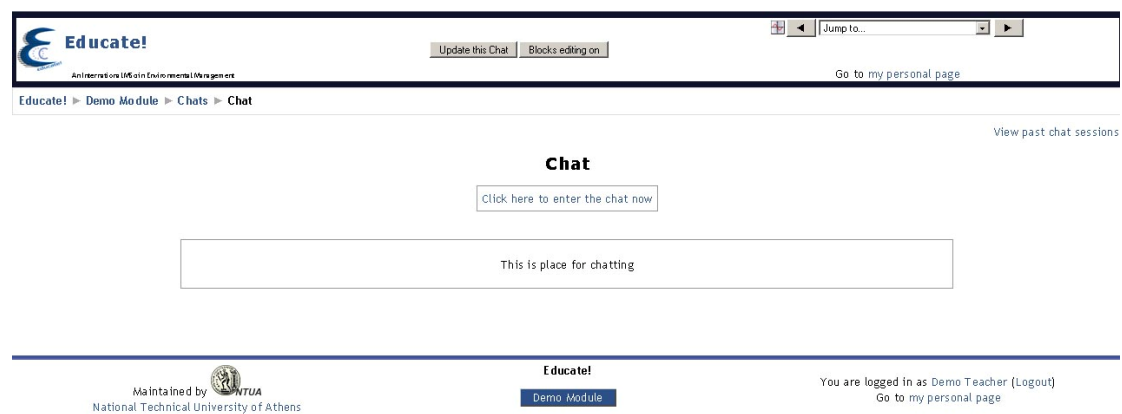 Educate!
An International MSc in Environmental Management
Update this Chat Blocks editing on
Jump to...
Go to my personal page
Educate! ► Demo Module ► Chats ► Chat
View past chat sessions
Chat
Click here to enter the chat now
This is place for chatting
Maintained by NTUA
National Technical University of Athens
Educate!
Demo Module
You are logged in as Demo Teacher (Logout)
Go to my personal page